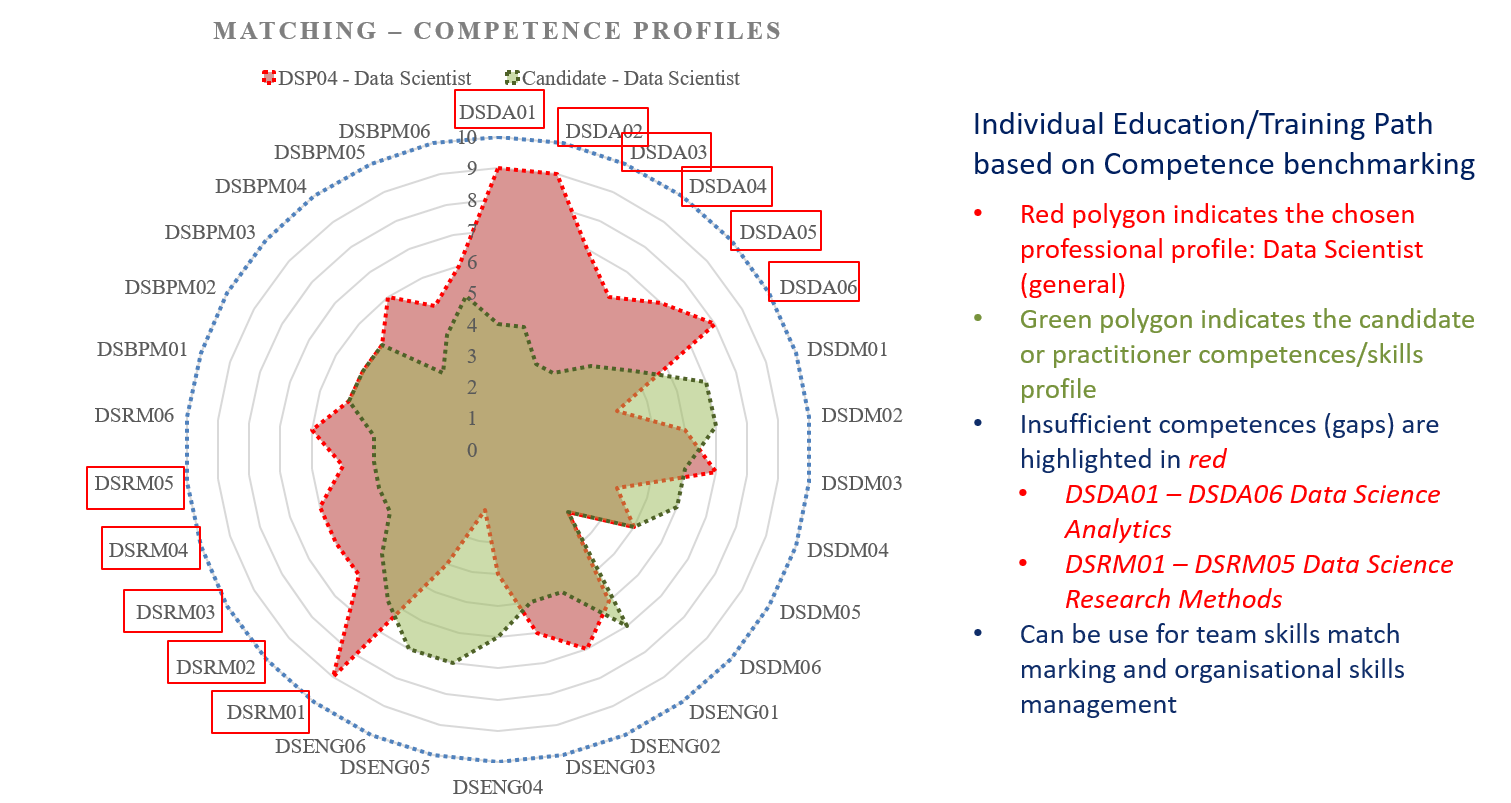 MATCHING – COMPETENCE PROFILES
DSP04 - Data Scientist
Candidate - Data Scientist
DSDA01
DSDA02
DSDA03
DSDA04
DSDA05
DSDA06
DSDM01
DSDM02
DSDM03
DSDM04
DSDM05
DSDM06
DSENG01
DSENG02
DSENG03
DSENG04
DSENG05
DSENG06
DSRM01
DSRM02
DSRM03
DSRM04
DSRM05
DSRM06
DSBPM01
DSBPM02
DSBPM03
DSBPM04
DSBPM05
DSBPM06
10
9
8
7
6
5
4
3
2
1
0
Individual Education/Training Path
based on Competence benchmarking
• Red polygon indicates the chosen
professional profile: Data Scientist
(general)
• Green polygon indicates the candidate
or practitioner competences/skills
profile
• Insufficient competences (gaps) are
highlighted in red
• DSDA01 – DSDA06 Data Science
Analytics
• DSRM01 – DSRM05 Data Science
Research Methods
• Can be use for team skills match
marking and organisational skills
management